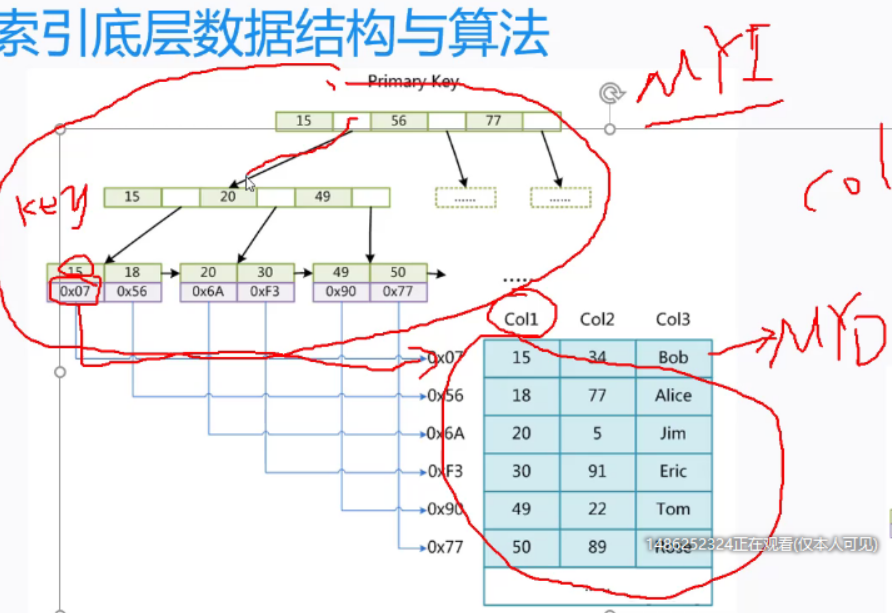 索引底层数据结构与算法
MYI
Primary Key
15 56 77
col
key
15 20 49
...... ......
15 18 20 30 49 50
0x07 0x56 0x6A 0xF3 0x90 0x77
......
Col1 Col2 Col3
0x07 15 34 Bob
MYD
0x56 18 77 Alice
0x6A 20 5 Jim
0xF3 30 91 Eric
0x90 49 22 Tom
0x77 50 89
1486252324正在观看(仅本人可见)
......